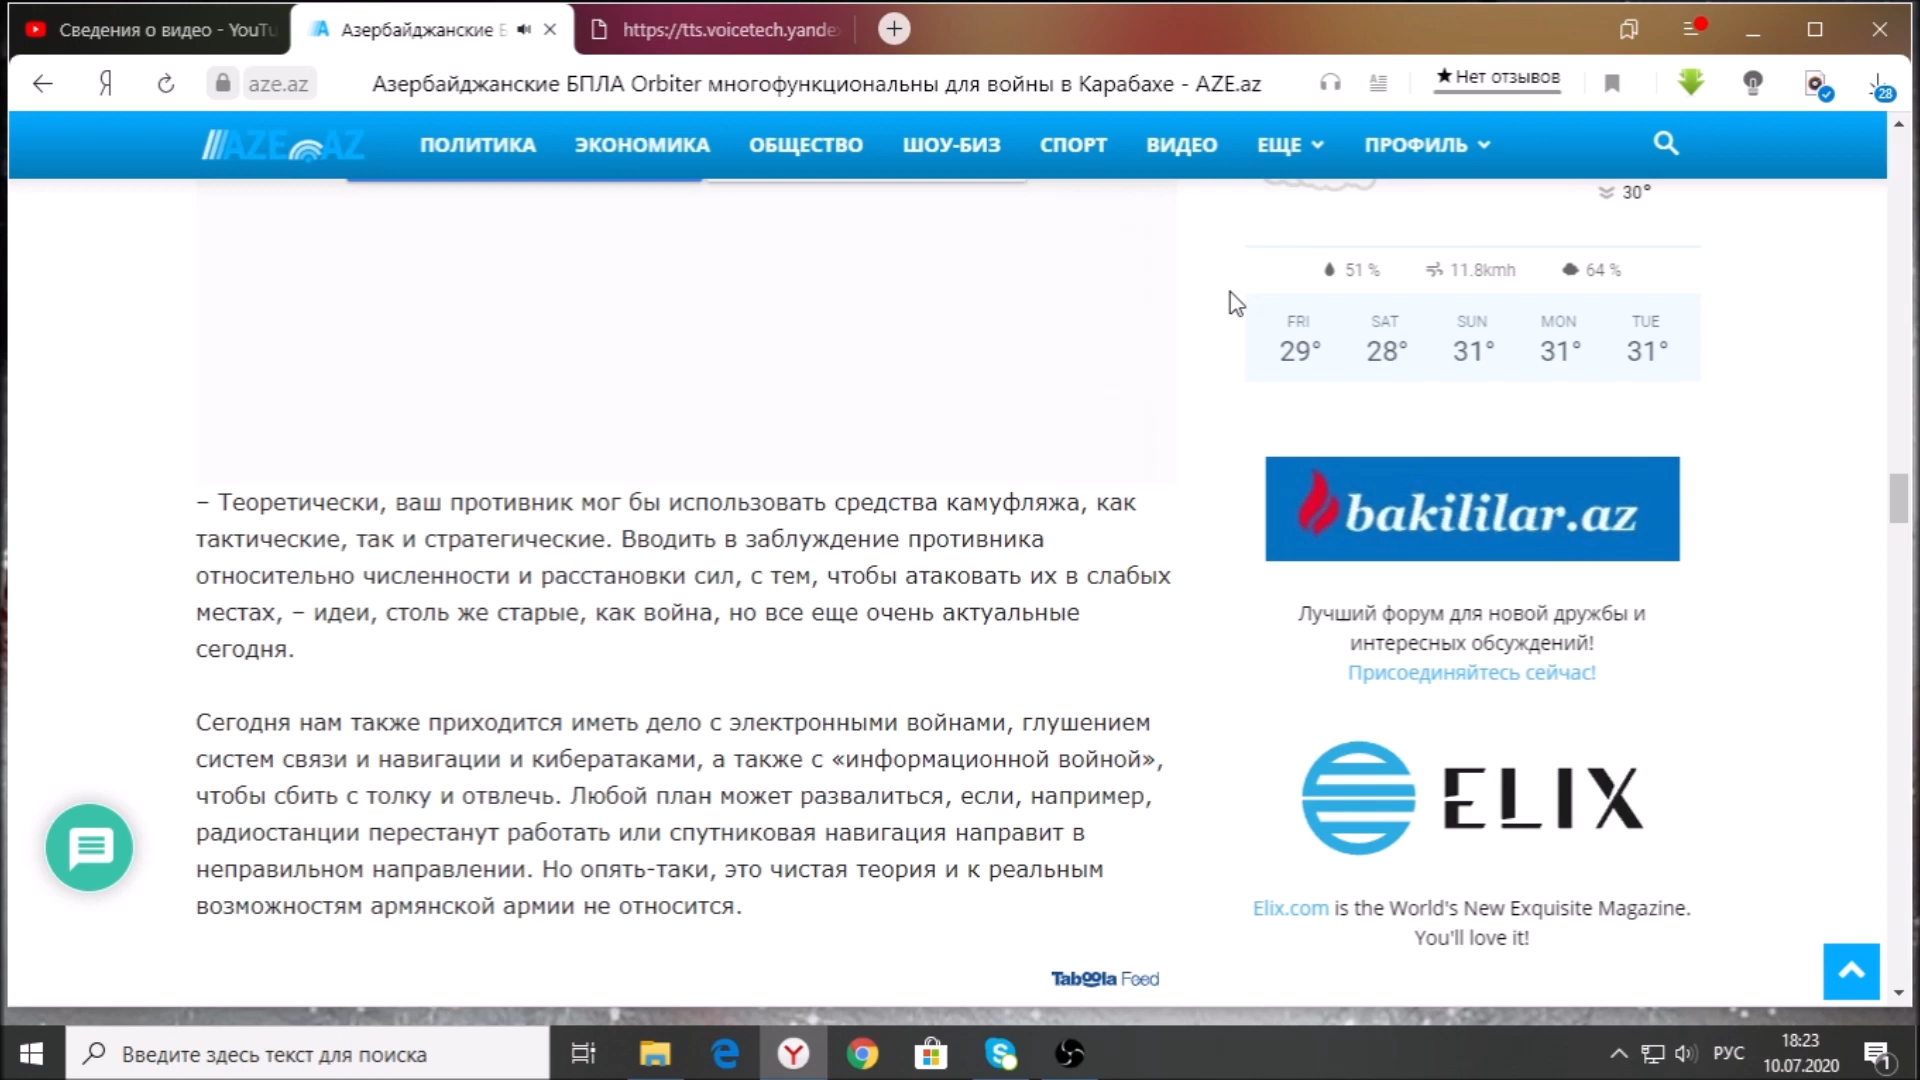 Сведения о видео - YouTu
Азербайджанские Б
https://tts.voicetech.yandex
Я
aze.az
Азербайджанские БПЛА Orbiter многофункциональны для войны в Карабахе - AZE.az
★Нет отзывов
28
AZE.AZ
ПОЛИТИКА
ЭКОНОМИКА
ОБЩЕСТВО
ШОУ-БИЗ
СПОРТ
ВИДЕО
ЕЩЕ
ПРОФИЛЬ
30°
51 %
11.8kmh
64 %
FRI SAT SUN MON TUE
29° 28° 31° 31° 31°
– Теоретически, ваш противник мог бы использовать средства камуфляжа, как
тактические, так и стратегические. Вводить в заблуждение противника
относительно численности и расстановки сил, с тем, чтобы атаковать их в слабых
местах, – идеи, столь же старые, как война, но все еще очень актуальные
сегодня.
Сегодня нам также приходится иметь дело с электронными войнами, глушением
систем связи и навигации и кибератаками, а также с «информационной войной»,
чтобы сбить с толку и отвлечь. Любой план может развалиться, если, например,
радиостанции перестанут работать или спутниковая навигация направит в
неправильном направлении. Но опять-таки, это чистая теория и к реальным
возможностям армянской армии не относится.
Taboola Feed
bakililar.az
Лучший форум для новой дружбы и
интересных обсуждений!
Присоединяйтесь сейчас!
ELIX
Elix.com is the World's New Exquisite Magazine.
You'll love it!
Введите здесь текст для поиска
РУС
18:23
10.07.2020
1